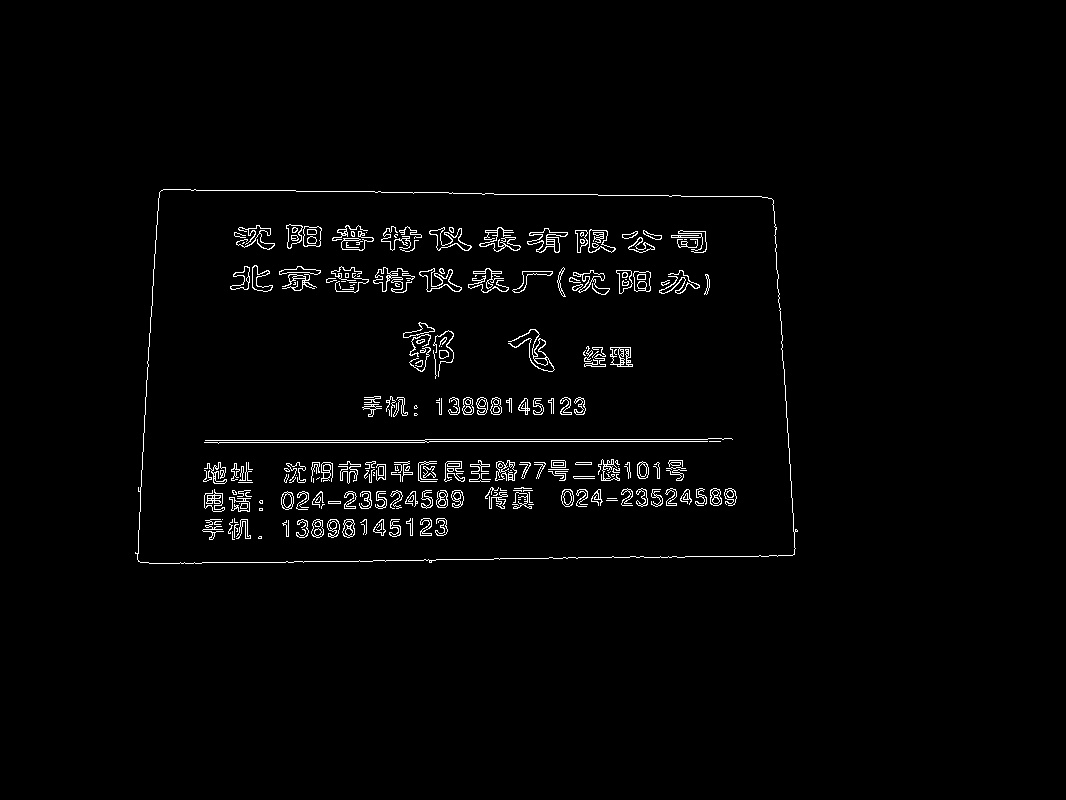 沈阳普特仪表有限公司
北京普特仪表厂(沈阳办)
郭 飞 经理
手机: 13898145123
地址 沈阳市和平区民主路77号二楼101号
电话: 024-23524589 传真 024-23524589
手机. 13898145123